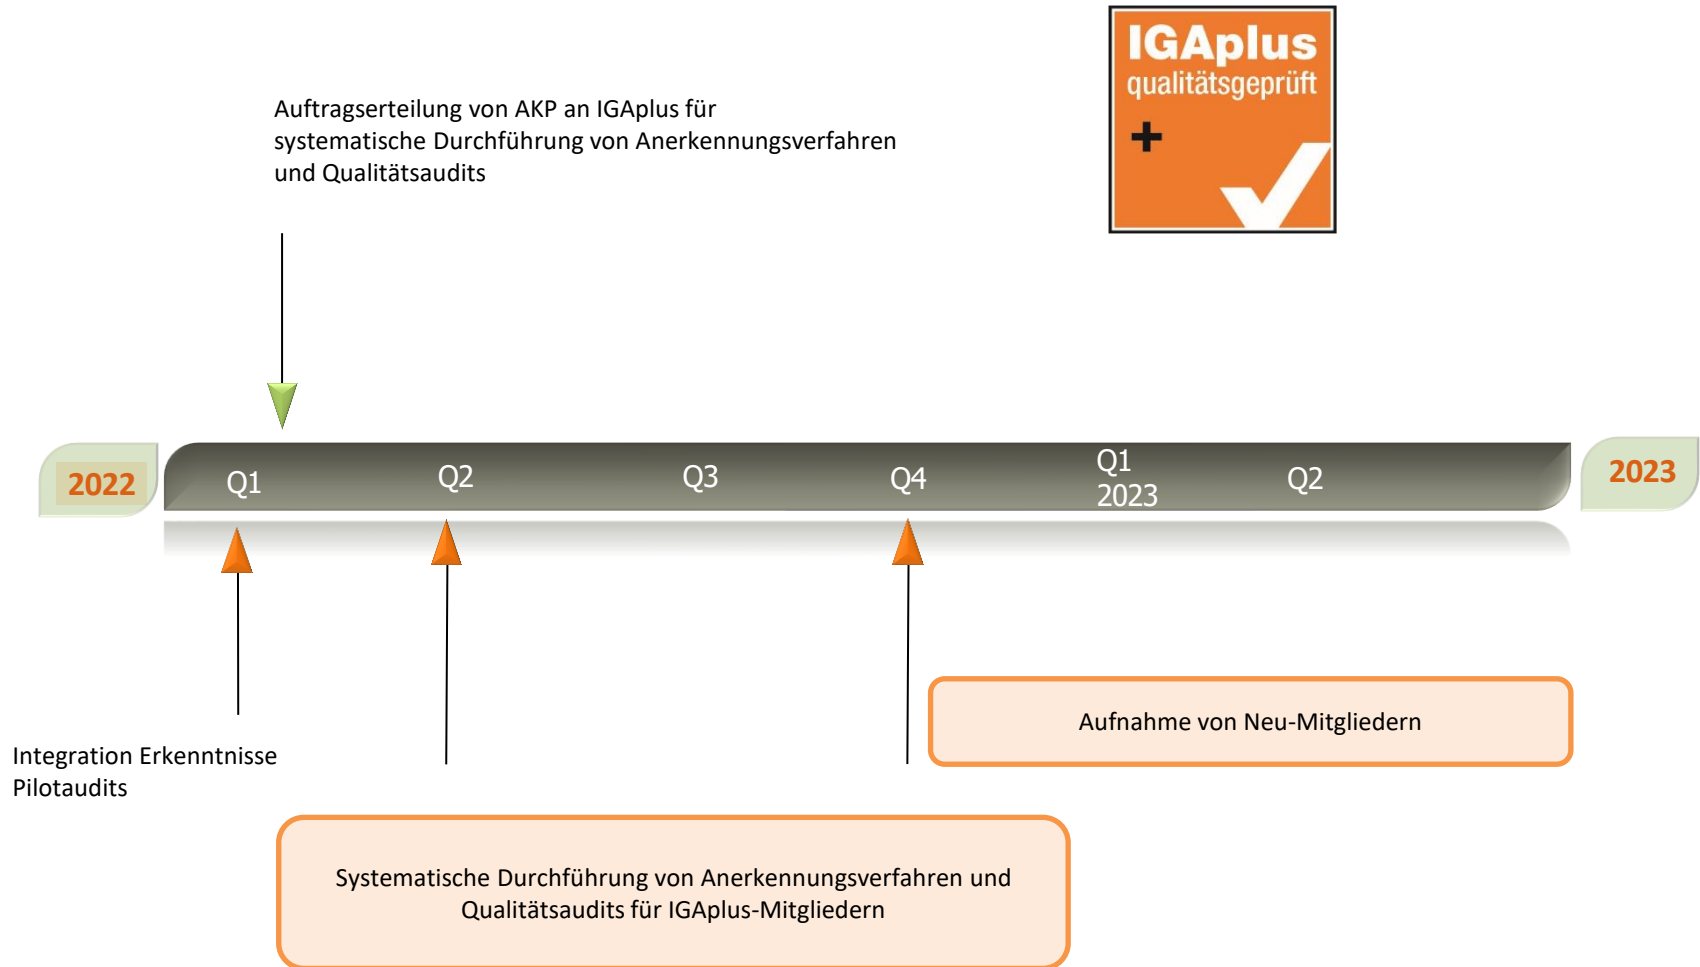 IGAplus
qualitätsgeprüft
+
Auftragserteilung von AKP an IGAplus für
systematische Durchführung von Anerkennungsverfahren
und Qualitätsaudits
2022
Q1
Q2
Q3
Q4
Q1
2023
Q2
2023
Integration Erkenntnisse
Pilotaudits
Aufnahme von Neu-Mitgliedern
Systematische Durchführung von Anerkennungsverfahren und
Qualitätsaudits für IGAplus-Mitgliedern